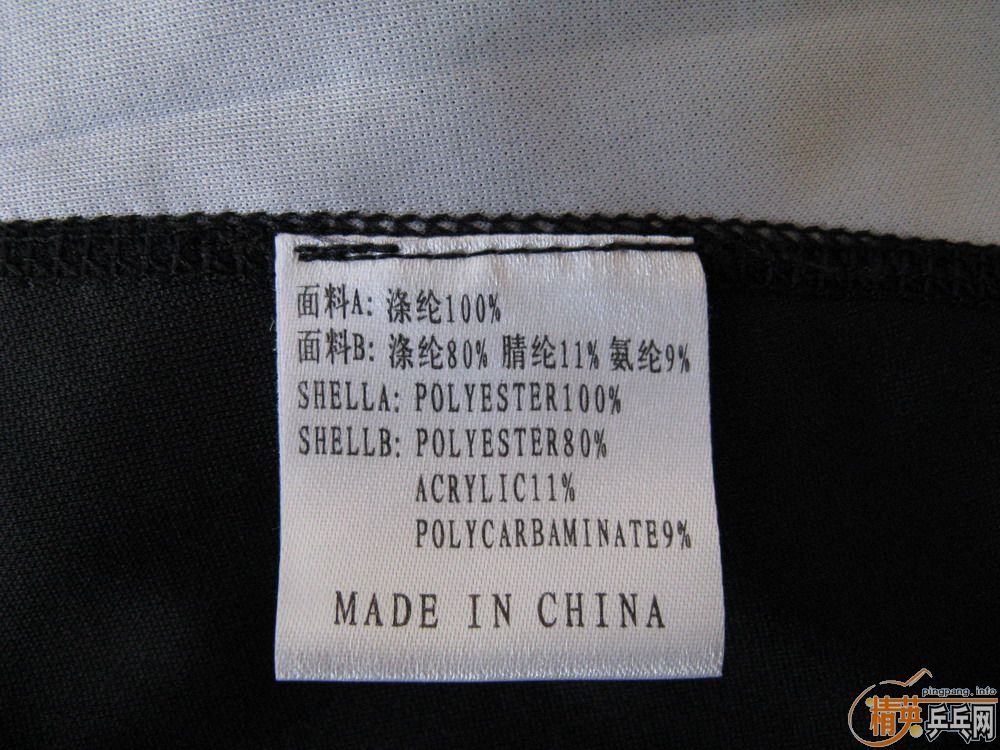 面料A: 涤纶100%
面料B: 涤纶80% 腈纶11% 氨纶9%
SHELLA: POLYESTER100%
SHELLB: POLYESTER80%
ACRYLIC11%
POLYCARBAMINATE9%
MADE IN CHINA
pingpang.info
精英乒乓网